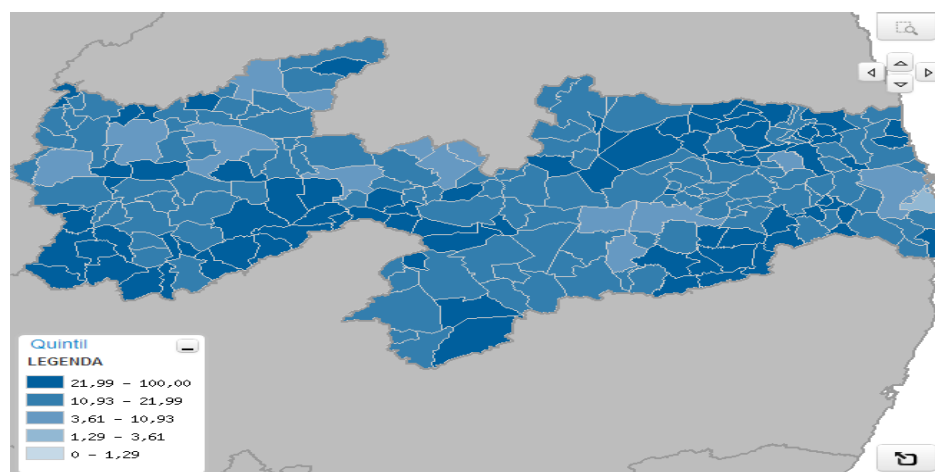 Quintil
LEGENDA
21,99 – 100,00
10,93 – 21,99
3,61 – 10,93
1,29 – 3,61
0 – 1,29